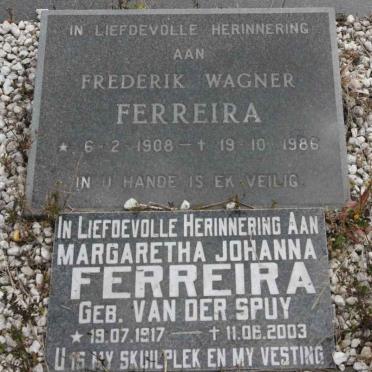 IN LIEFDEVOLLE HERINNERING
AAN
FREDERIK WAGNER
FERREIRA
★ 6-2-1908 – † 19-10-1986
IN U HANDE IS EK VEILIG.
IN LIEFDEVOLLE HERINNERING AAN
MARGARETHA JOHANNA
FERREIRA
GEB. VAN DER SPUY
★ 19.07.1917 — † 11.06.2003
U IS MY SKUILPLEK EN MY VESTING